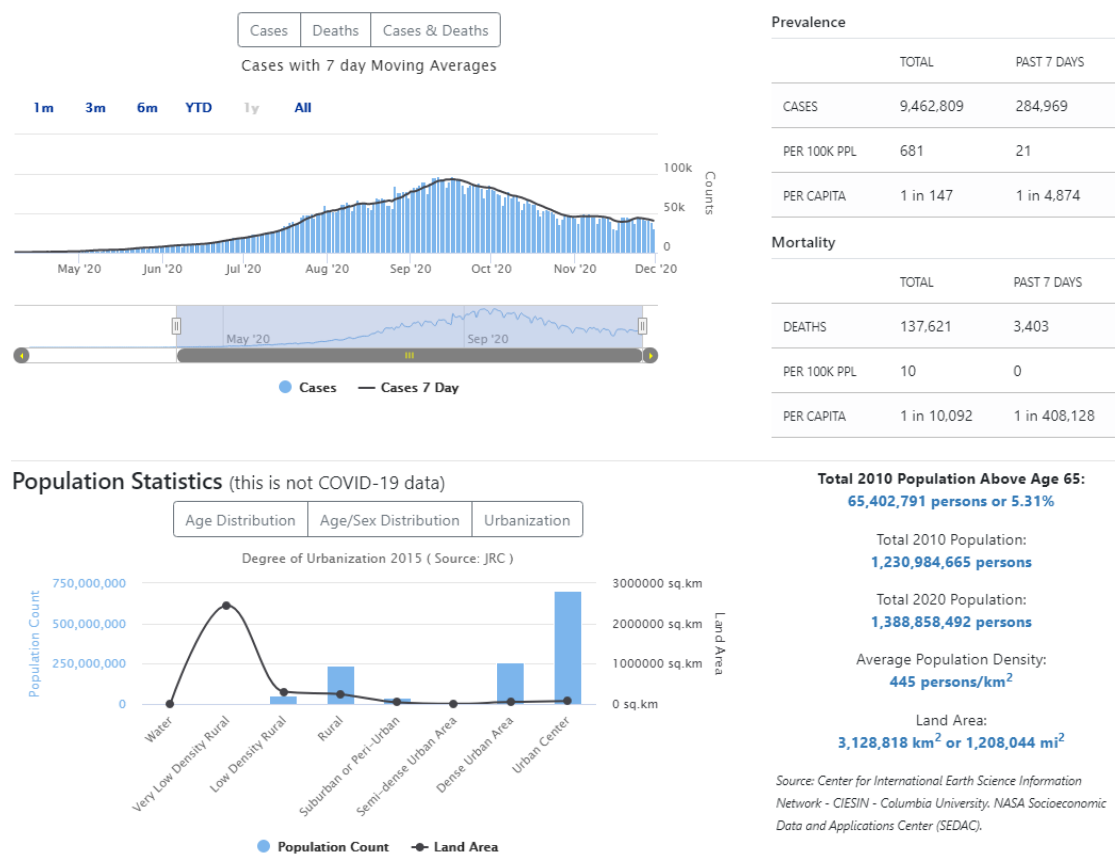 Cases Deaths Cases & Deaths
Cases with 7 day Moving Averages
1m 3m 6m YTD 1y All
100k
50k
0
Counts
May '20 Jun '20 Jul '20 Aug '20 Sep '20 Oct '20 Nov '20 Dec '20
May '20 Sep '20
Cases Cases 7 Day
Prevalence
TOTAL PAST 7 DAYS
CASES 9,462,809 284,969
PER 100K PPL 681 21
PER CAPITA 1 in 147 1 in 4,874
Mortality
TOTAL PAST 7 DAYS
DEATHS 137,621 3,403
PER 100K PPL 10 0
PER CAPITA 1 in 10,092 1 in 408,128
Population Statistics (this is not COVID-19 data)
Age Distribution Age/Sex Distribution Urbanization
Degree of Urbanization 2015 ( Source: JRC )
Population Count
750,000,000
500,000,000
250,000,000
0
3000000 sq.km
2000000 sq.km
1000000 sq.km
0 sq.km
Land Area
Water
Very Low Density Rural
Low Density Rural
Rural
Suburban or Peri-Urban
Semi-dense Urban Area
Dense Urban Area
Urban Center
Population Count Land Area
Total 2010 Population Above Age 65:
65,402,791 persons or 5.31%
Total 2010 Population:
1,230,984,665 persons
Total 2020 Population:
1,388,858,492 persons
Average Population Density:
445 persons/km²
Land Area:
3,128,818 km² or 1,208,044 mi²
Source: Center for International Earth Science Information
Network - CIESIN - Columbia University. NASA Socioeconomic
Data and Applications Center (SEDAC).